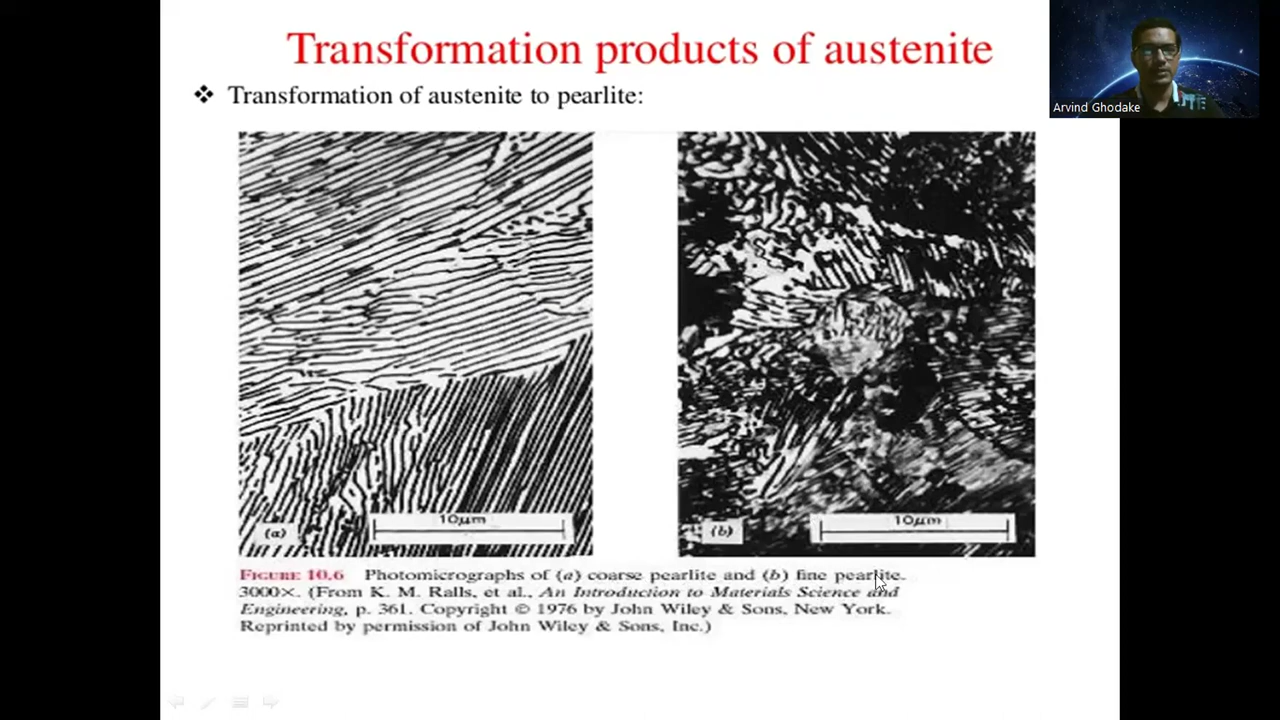 Transformation products of austenite
Arvind Ghodake
❖ Transformation of austenite to pearlite:
(a) 10μm
(b) 10μm
FIGURE 10.6 Photomicrographs of (a) coarse pearlite and (b) fine pearlite.
3000×. (From K. M. Ralls, et al., An Introduction to Materials Science and
Engineering, p. 361. Copyright © 1976 by John Wiley & Sons, New York.
Reprinted by permission of John Wiley & Sons, Inc.)